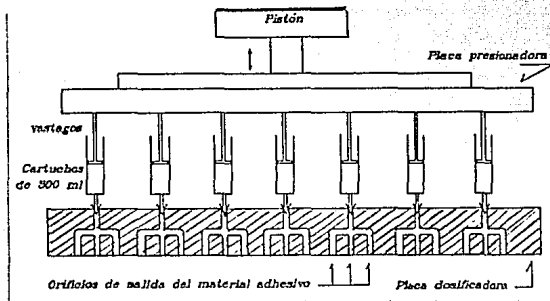 Pistón
Placa presionadora
vastagos
Cartuchos
de 300 ml
Orificios de salida del material adhesivo
Placa dosificadora